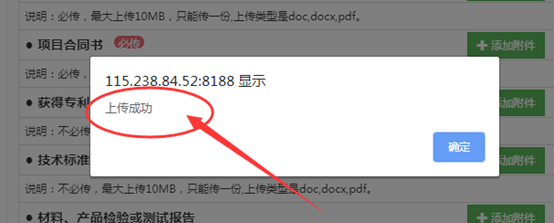 说明：必传，最大上传10MB，只能传一份,上传类型是doc,docx,pdf。
● 项目合同书 必传 添加附件
说明：必传，
115.238.84.52:8188 显示
上传成功
● 获得专利 添加附件
说明：不必传
确定
● 技术标准 添加附件
说明：不必传，最大上传10MB，只能传一份,上传类型是doc,docx,pdf。
● 材料、产品检验或测试报告 添加附件